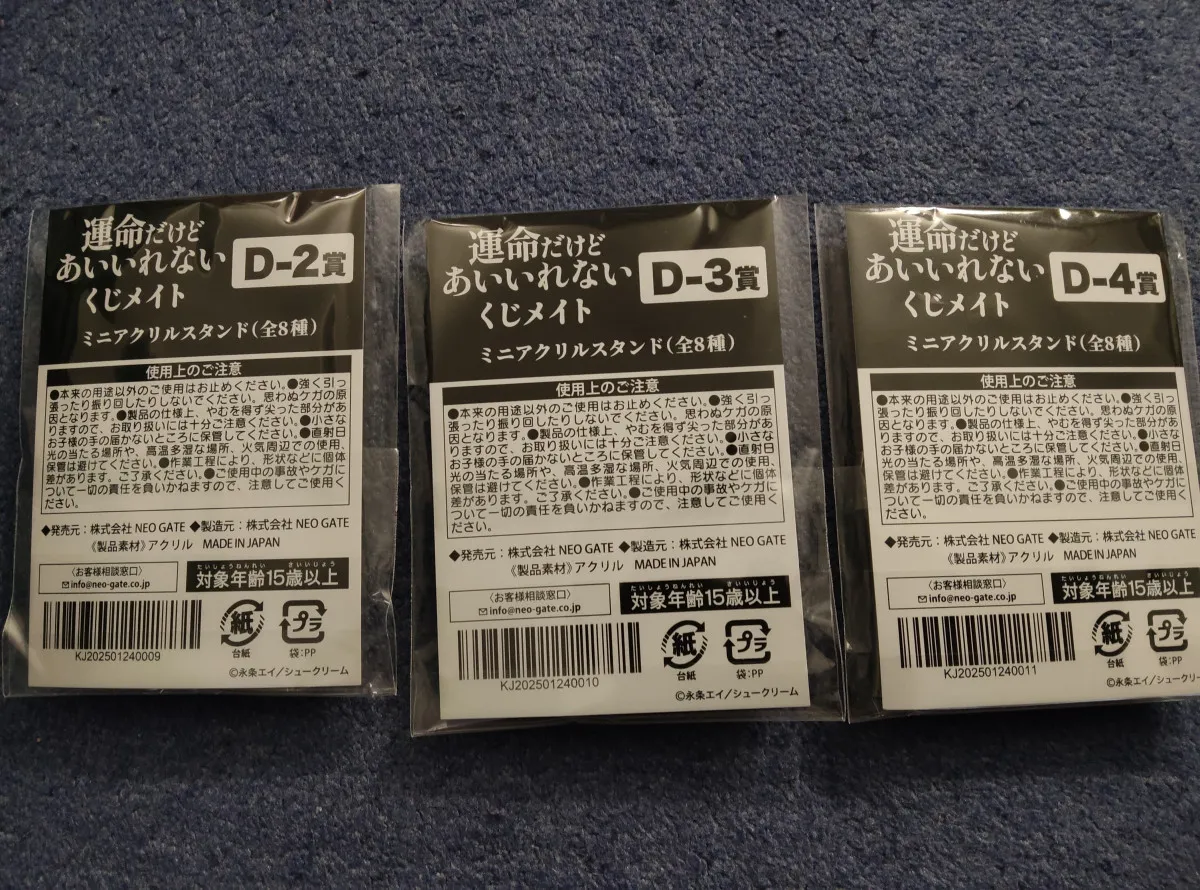 運命だけど
あいいれない
くじメイト
D-2賞
ミニアクリルスタンド(全8種)
使用上のご注意
●本来の用途以外のご使用はお止めください。●強く引っ
張ったり振り回したりしないでください。思わぬケガの原
因となります。●製品の仕様上、やむを得ず尖った部分があ
りますので、お取り扱いには十分ご注意ください。●小さな
お子様の手の届かないところに保管してください。●直射日
光の当たる場所や、高温多湿な場所、火気周辺での使用、
保管は避けてください。●作業工程により、形状などに個体
差があります。ご了承ください。●ご使用中の事故やケガに
ついて一切の責任を負いかねますので、注意してご使用く
ださい。
◆発売元：株式会社 NEO GATE ◆製造元：株式会社 NEO GATE
《製品素材》アクリル MADE IN JAPAN
〈お客様相談窓口〉
info@neo-gate.co.jp
たいしょうねんれい さいいじょう
対象年齢15歳以上
KJ202501240009
紙
台紙
プラ
袋:PP
©永条エイ/シュークリーム
運命だけど
あいいれない
くじメイト
D-3賞
ミニアクリルスタンド(全8種)
使用上のご注意
●本来の用途以外のご使用はお止めください。●強く引っ
張ったり振り回したりしないでください。思わぬケガの原
因となります。●製品の仕様上、やむを得ず尖った部分があ
りますので、お取り扱いには十分ご注意ください。●小さな
お子様の手の届かないところに保管してください。●直射日
光の当たる場所や、高温多湿な場所、火気周辺での使用、
保管は避けてください。●作業工程により、形状などに個体
差があります。ご了承ください。●ご使用中の事故やケガに
ついて一切の責任を負いかねますので、注意してご使用く
ださい。
◆発売元：株式会社 NEO GATE ◆製造元：株式会社 NEO GATE
《製品素材》アクリル MADE IN JAPAN
〈お客様相談窓口〉
info@neo-gate.co.jp
たいしょうねんれい さいいじょう
対象年齢15歳以上
KJ202501240010
紙
台紙
プラ
袋:PP
©永条エイ/シュークリーム
運命だけど
あいいれない
くじメイト
D-4賞
ミニアクリルスタンド(全8種)
使用上のご注意
●本来の用途以外のご使用はお止めください。●強く引っ
張ったり振り回したりしないでください。思わぬケガの原
因となります。●製品の仕様上、やむを得ず尖った部分があ
りますので、お取り扱いには十分ご注意ください。●小さな
お子様の手の届かないところに保管してください。●直射日
光の当たる場所や、高温多湿な場所、火気周辺での使用、
保管は避けてください。●作業工程により、形状などに個体
差があります。ご了承ください。●ご使用中の事故やケガに
ついて一切の責任を負いかねますので、注意してご使用く
ださい。
◆発売元：株式会社 NEO GATE ◆製造元：株式会社 NEO GATE
《製品素材》アクリル MADE IN JAPAN
〈お客様相談窓口〉
info@neo-gate.co.jp
たいしょうねんれい さいいじょう
対象年齢15歳以上
KJ202501240011
紙
台紙
プラ
袋:PP
©永条エイ/シュークリーム